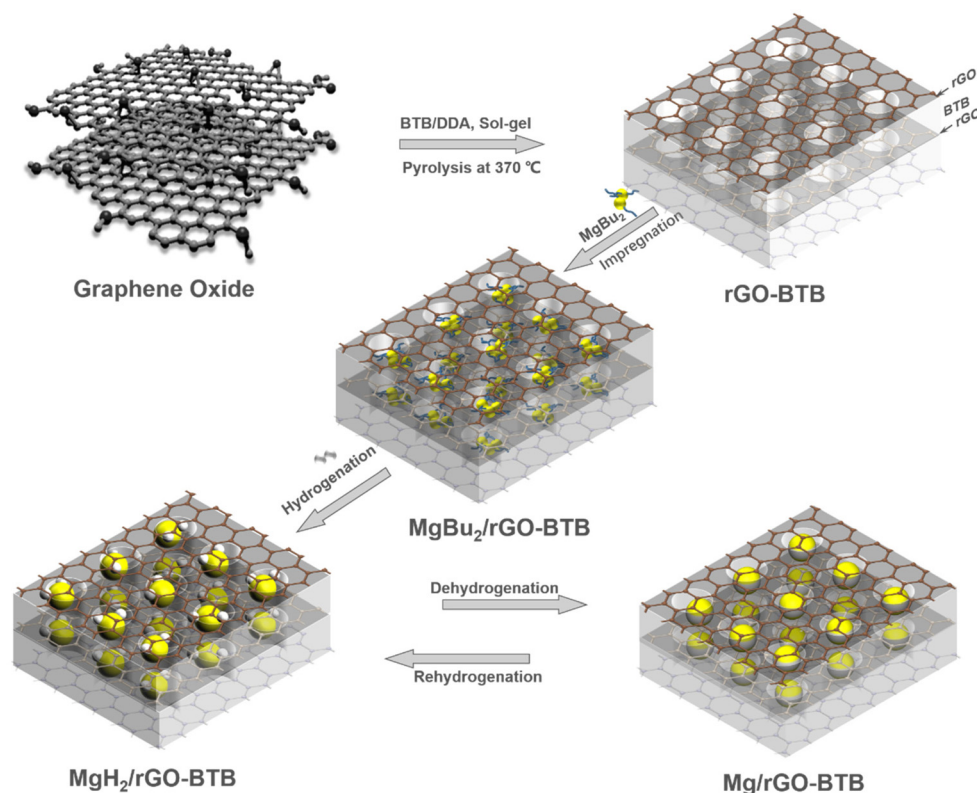 BTB/DDA, Sol-gel
Pyrolysis at 370 ℃
rGO
BTB
rGO
Graphene Oxide
MgBu₂
Impregnation
rGO-BTB
Hydrogenation
MgBu₂/rGO-BTB
Dehydrogenation
Rehydrogenation
MgH₂/rGO-BTB
Mg/rGO-BTB